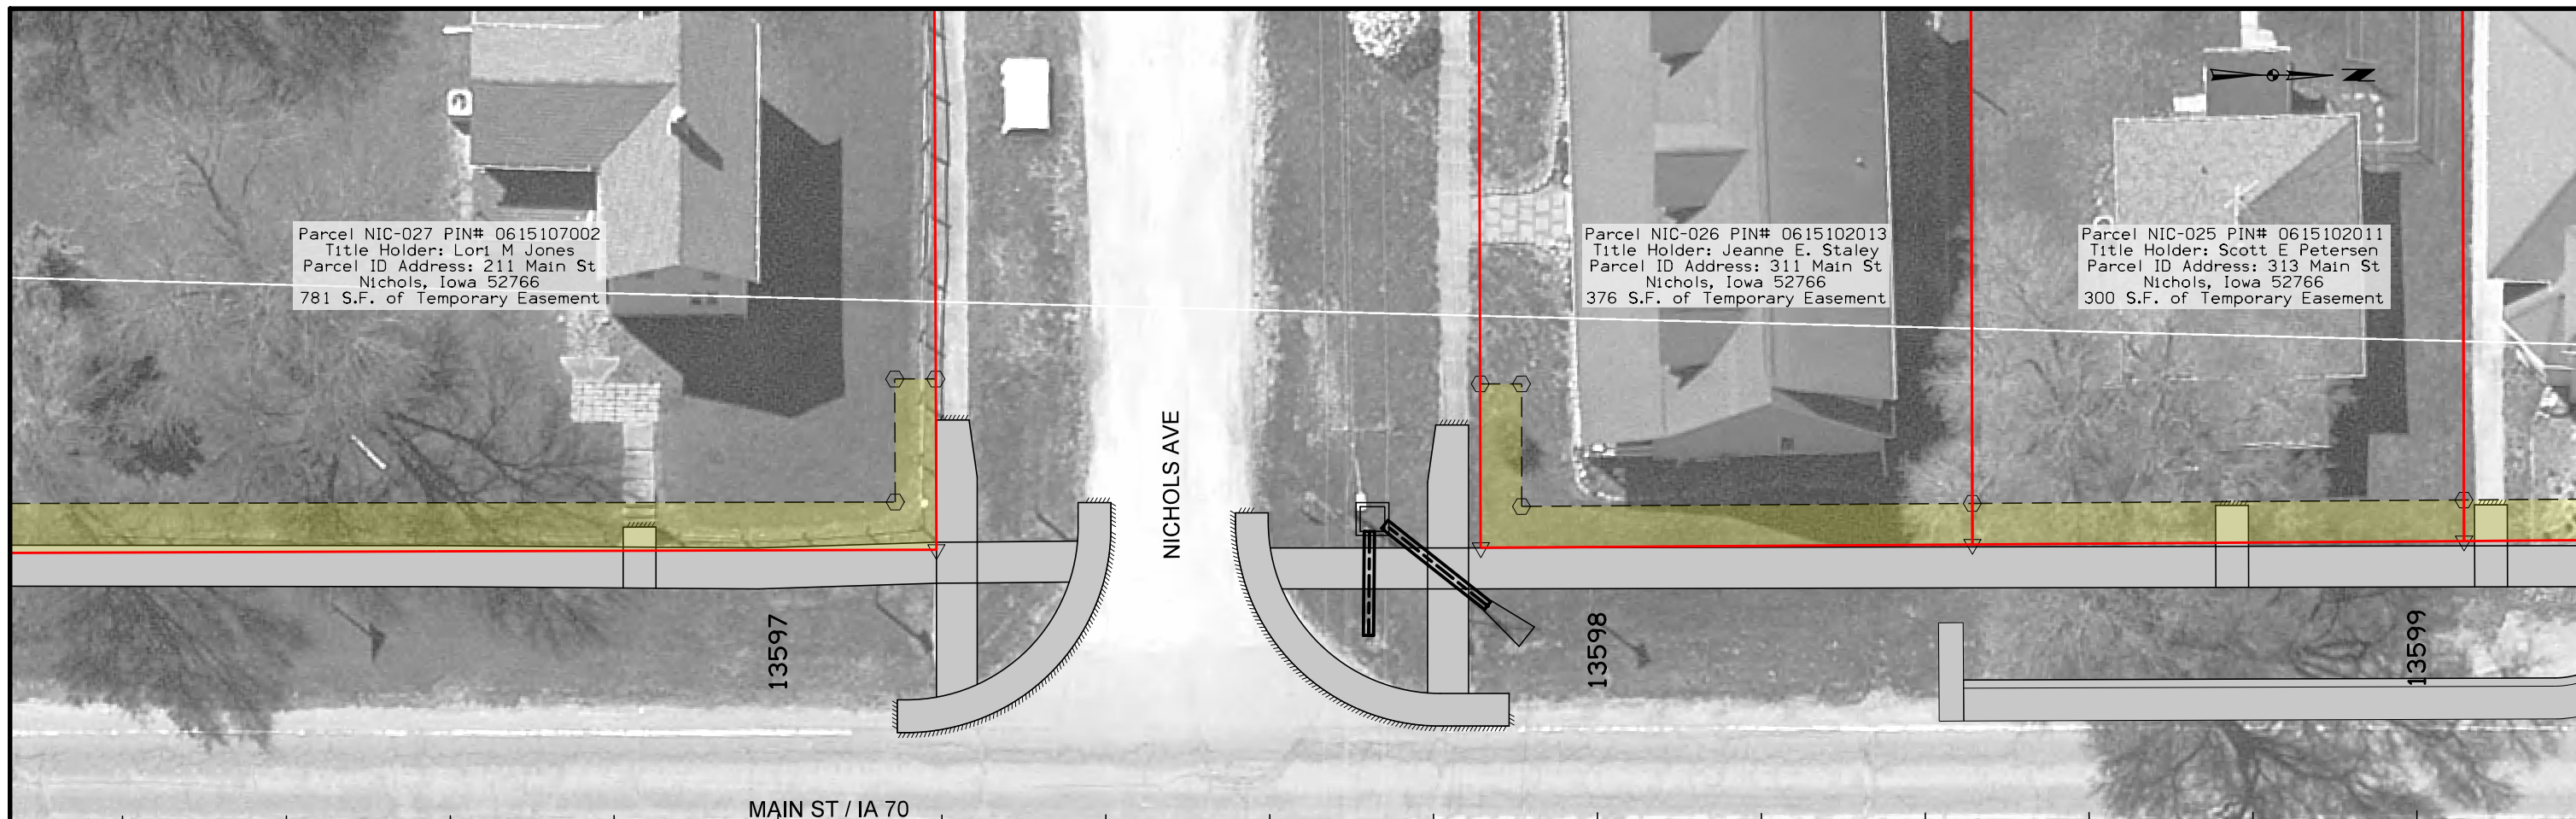 Parcel NIC-027 PIN# 0615107002
Title Holder: Lori M Jones
Parcel ID Address: 211 Main St
Nichols, Iowa 52766
781 S.F. of Temporary Easement
Parcel NIC-026 PIN# 0615102013
Title Holder: Jeanne E. Staley
Parcel ID Address: 311 Main St
Nichols, Iowa 52766
376 S.F. of Temporary Easement
Parcel NIC-025 PIN# 0615102011
Title Holder: Scott E Petersen
Parcel ID Address: 313 Main St
Nichols, Iowa 52766
300 S.F. of Temporary Easement
N
NICHOLS AVE
13597
13598
13599
MAIN ST / IA 70